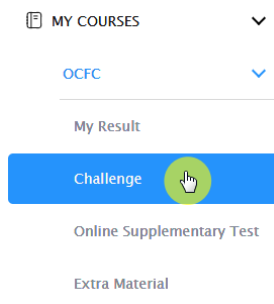 MY COURSES
OCFC
My Result
Challenge
Online Supplementary Test
Extra Material